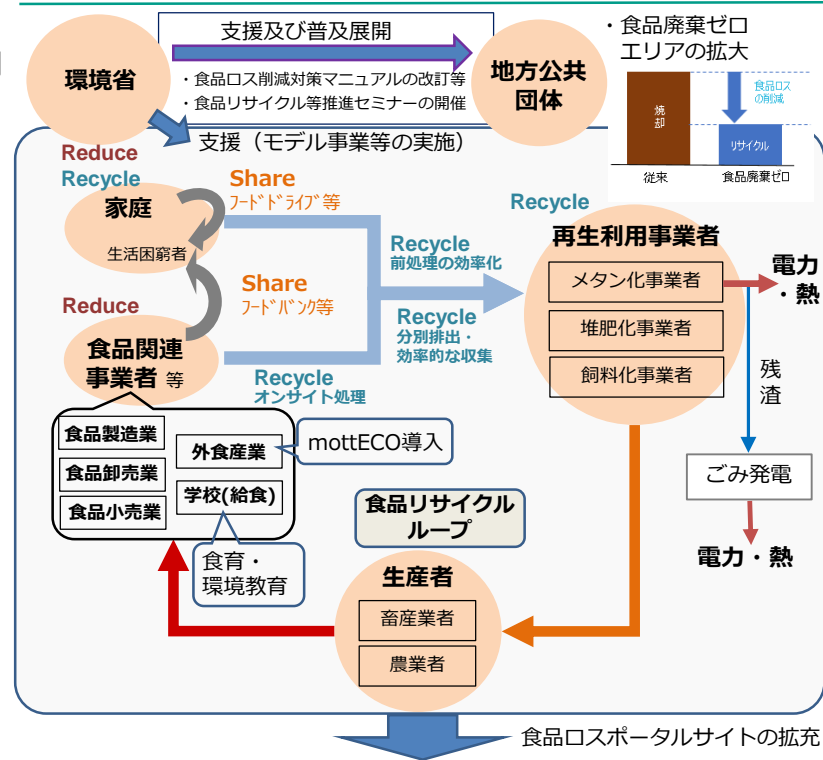 支援及び普及展開
環境省
・食品ロス削減対策マニュアルの改訂等
・食品リサイクル等推進セミナーの開催
地方公共
団体
・食品廃棄ゼロ
エリアの拡大
焼却
食品ロス
の削減
リサイクル
従来
食品廃棄ゼロ
支援（モデル事業等の実施）
Reduce
Recycle
家庭
生活困窮者
Share
ﾌｰﾄﾞﾄﾞﾗｲﾌﾞ等
Share
ﾌｰﾄﾞﾊﾞﾝｸ等
Reduce
食品関連
事業者 等
Recycle
前処理の効率化
Recycle
分別排出・
効率的な収集
Recycle
オンサイト処理
Recycle
再生利用事業者
メタン化事業者
堆肥化事業者
飼料化事業者
電力
・熱
残渣
ごみ発電
電力・熱
食品製造業
食品卸売業
食品小売業
外食産業
学校(給食)
mottECO導入
食育・
環境教育
食品リサイクル
ループ
生産者
畜産業者
農業者
食品ロスポータルサイトの拡充